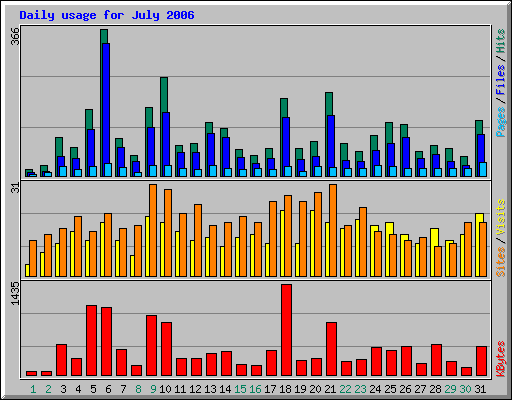 Daily usage for July 2006
366
Pages / Files / Hits
31
Sites / Visits
1435
KBytes
1 2 3 4 5 6 7 8 9 10 11 12 13 14 15 16 17 18 19 20 21 22 23 24 25 26 27 28 29 30 31